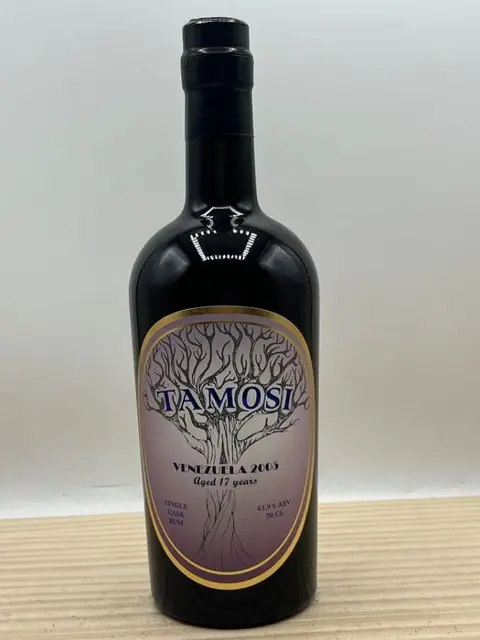 TAMOSI
VENEZUELA 2005
Aged 17 years
SINGLE
CASK
RUM
61,9% ABV
70 CL